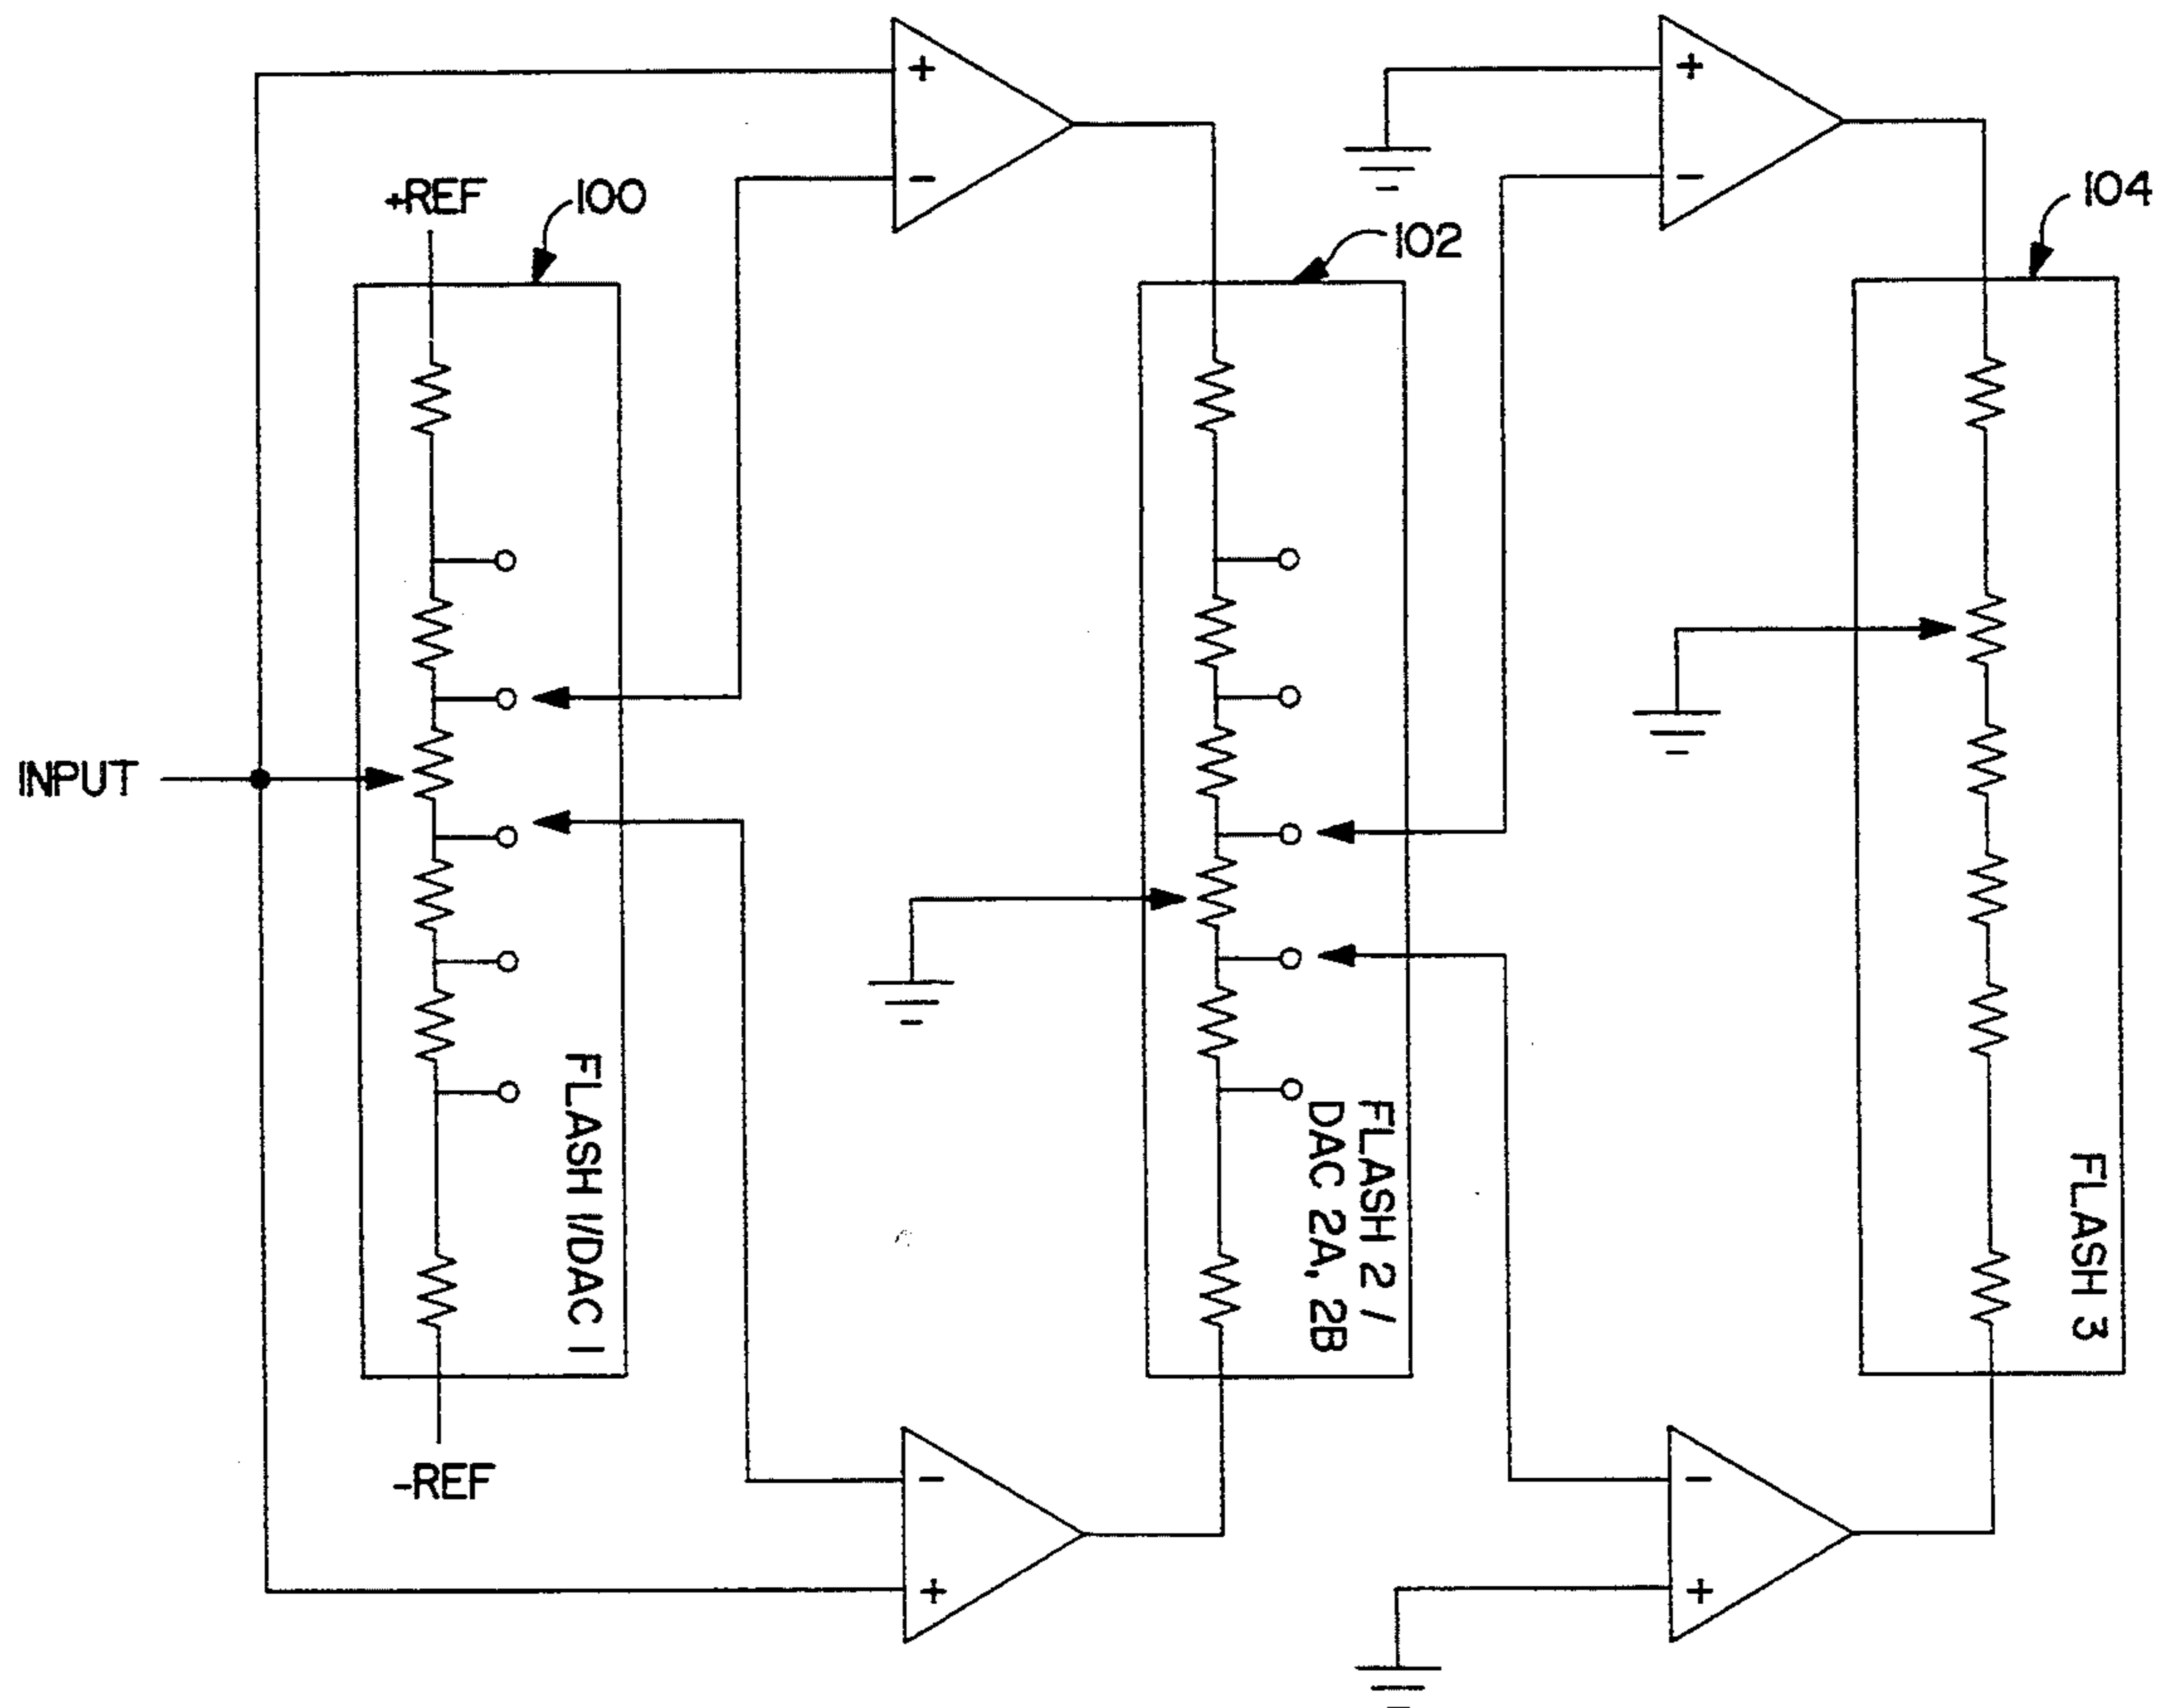 +
+
-
-
+REF
100
102
104
INPUT
FLASH 1/DAC 1
FLASH 2 /
DAC 2A, 2B
FLASH 3
-REF
-
-
+
+